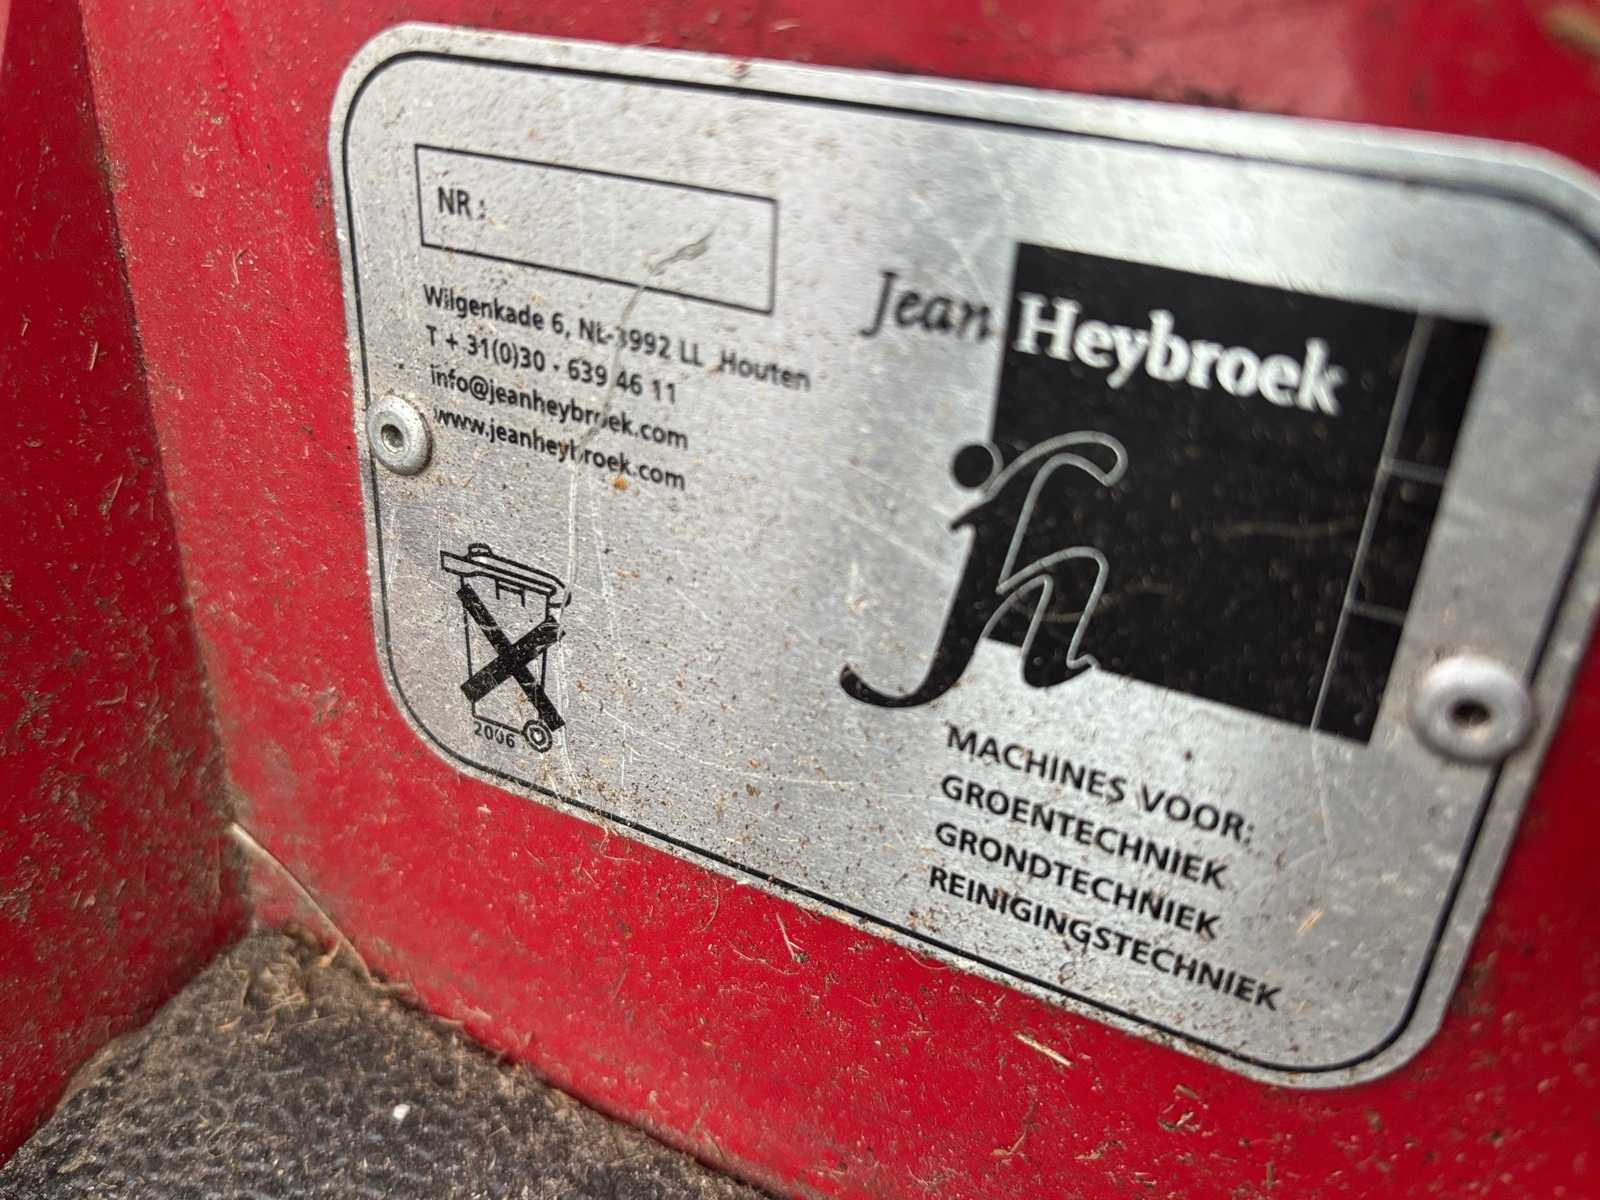 NR:
Wilgenkade 6, NL-3992 LL Houten
T + 31(0)30 - 639 46 11
info@jeanheybroek.com
www.jeanheybroek.com
2006
Jean Heybroek
jh
MACHINES VOOR:
GROENTECHNIEK
GRONDTECHNIEK
REINIGINGSTECHNIEK